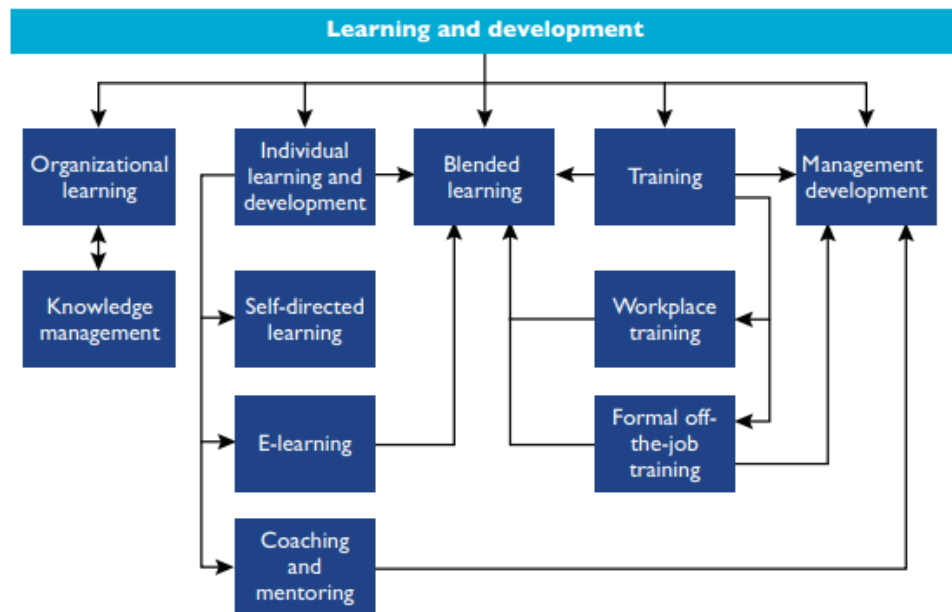 Learning and development
Organizational
learning
Individual
learning and
development
Blended
learning
Training
Management
development
Knowledge
management
Self-directed
learning
Workplace
training
E-learning
Formal off-
the-job
training
Coaching
and
mentoring